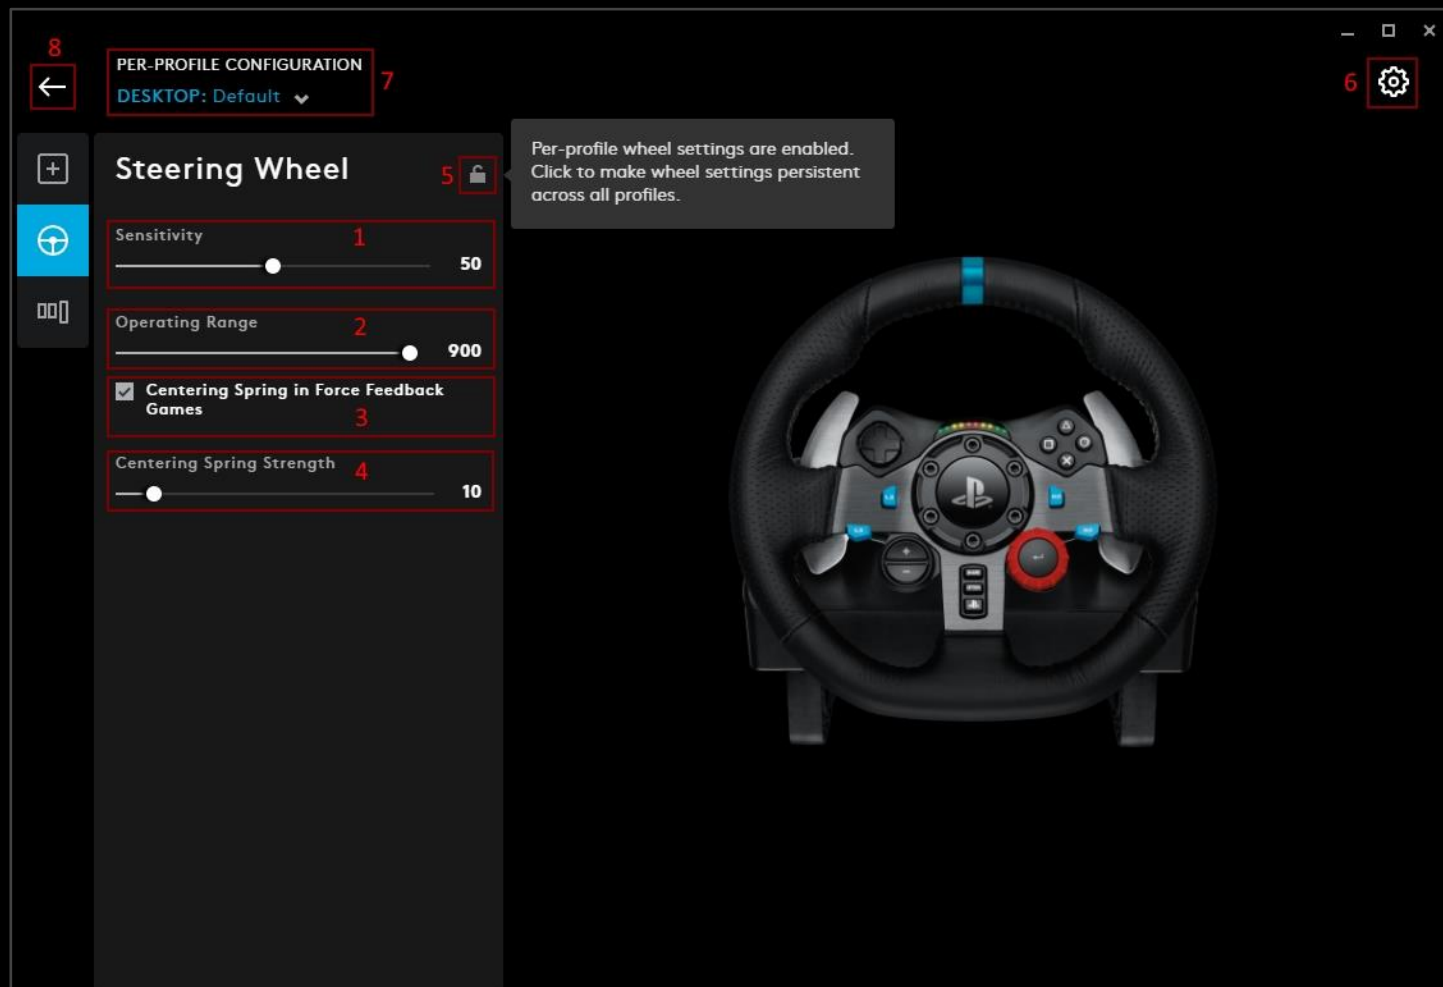 8
PER-PROFILE CONFIGURATION
7
DESKTOP: Default
6
Steering Wheel
5
Per-profile wheel settings are enabled.
Click to make wheel settings persistent
across all profiles.
Sensitivity
1
50
Operating Range
2
900
Centering Spring in Force Feedback
Games
3
Centering Spring Strength
4
10